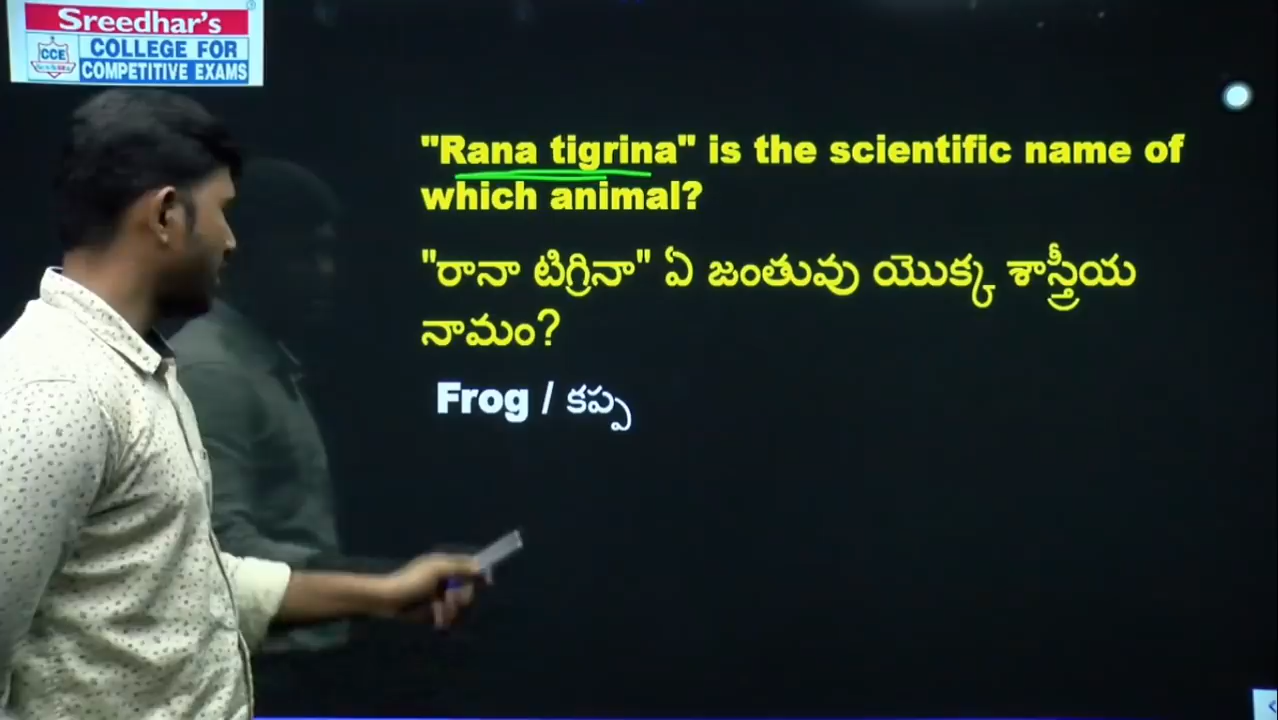 Sreedhar's
CCE
COLLEGE FOR
COMPETITIVE EXAMS
"Rana tigrina" is the scientific name of
which animal?
"రానా టిగ్రినా" ఏ జంతువు యొక్క శాస్త్రీయ
నామం?
Frog / కప్ప